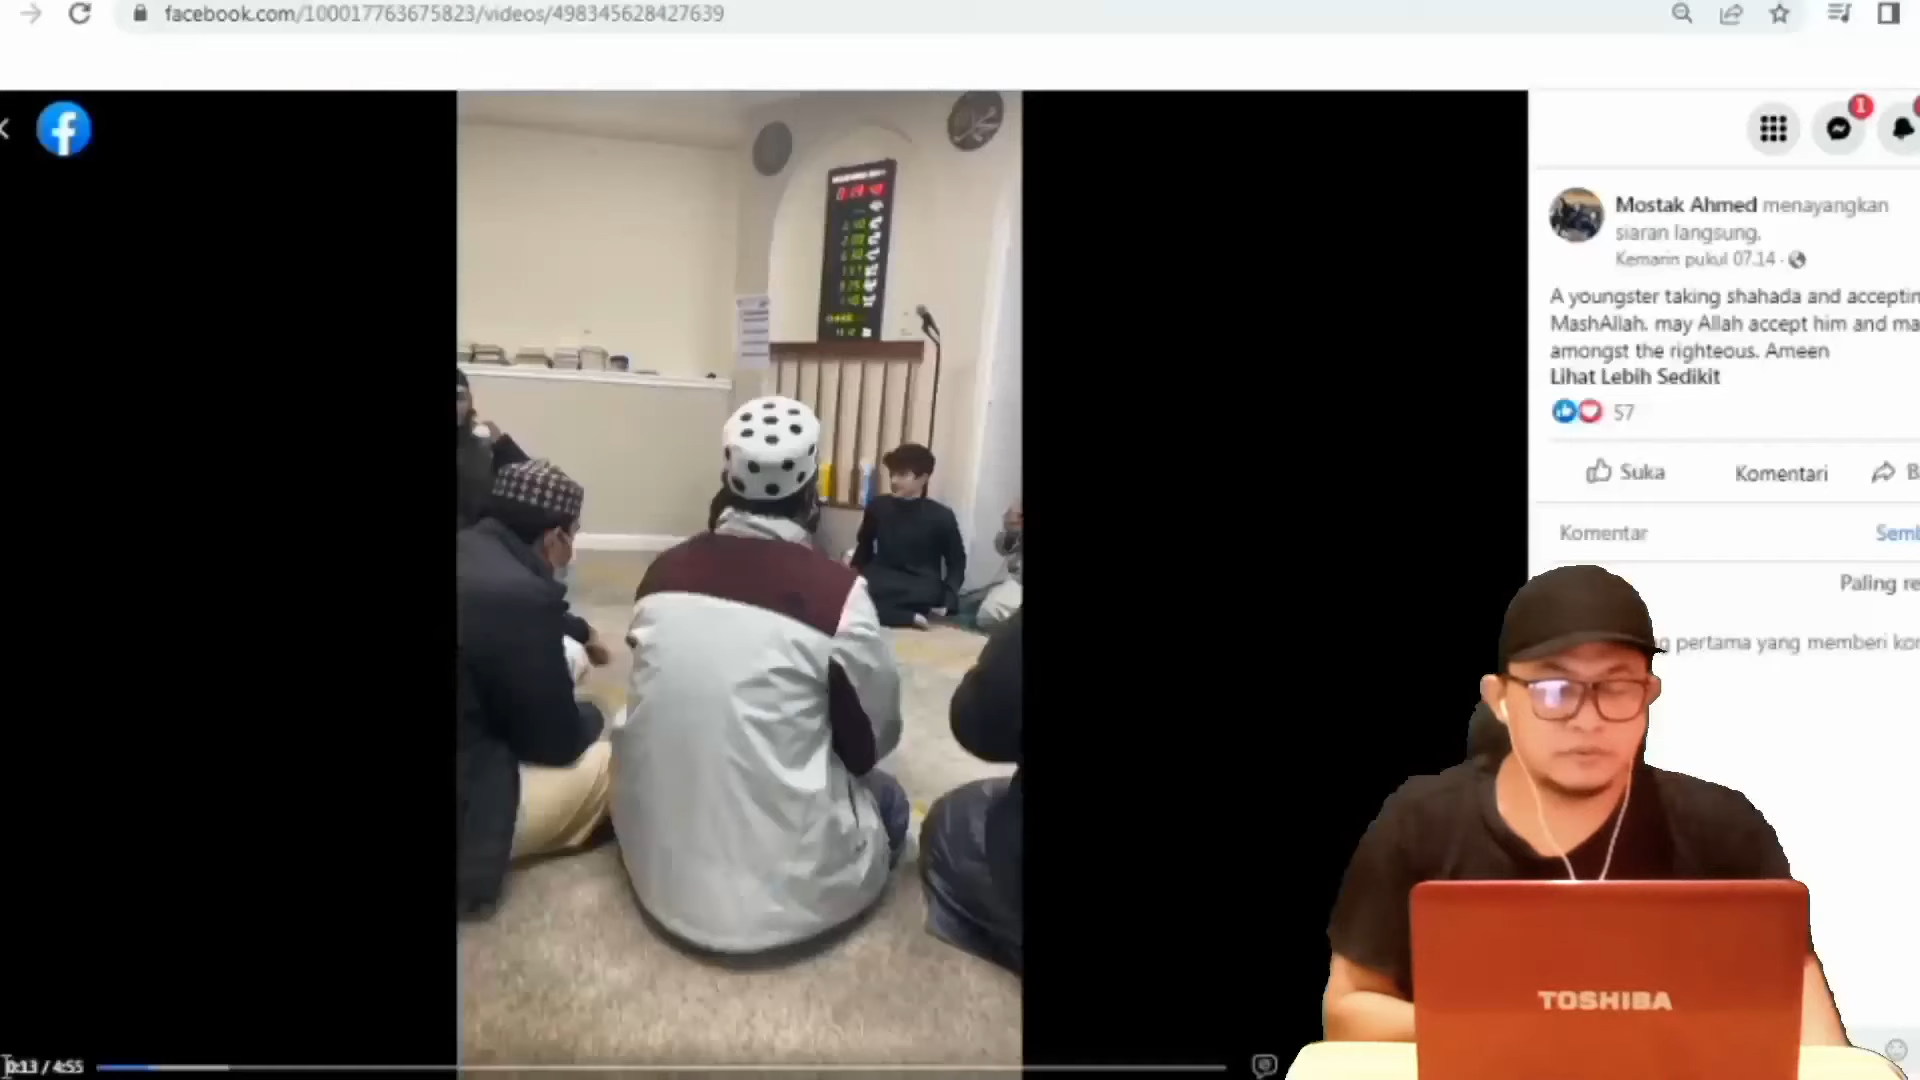 facebook.com/100017763675823/videos/498345628427639
1
Mostak Ahmed menayangkan
siaran langsung.
Kemarin pukul 07.14 ·
A youngster taking shahada and acceptin
MashAllah. may Allah accept him and ma
amongst the righteous. Ameen
Lihat Lebih Sedikit
57
Suka
Komentari
B
Komentar
Semb
Paling re
g pertama yang memberi kor
TOSHIBA
0:13 / 4:55